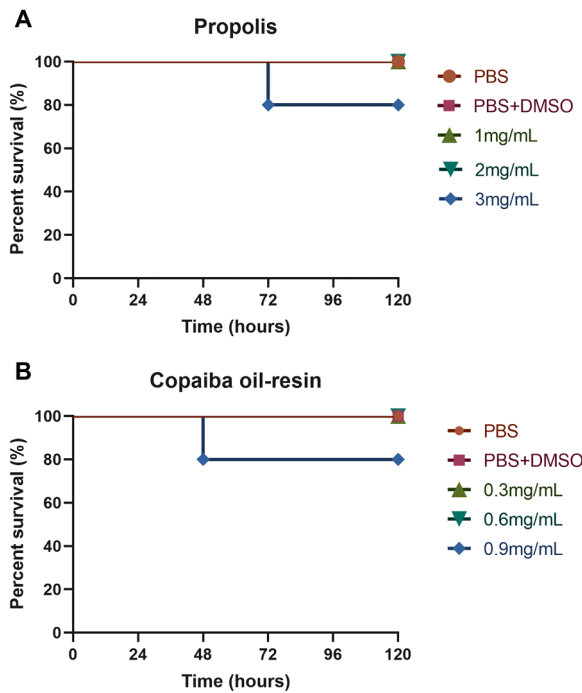 A
Propolis
Percent survival (%)
100
80
60
40
20
0
0 24 48 72 96 120
Time (hours)
PBS
PBS+DMSO
1mg/mL
2mg/mL
3mg/mL
B
Copaiba oil-resin
Percent survival (%)
100
80
60
40
20
0
0 24 48 72 96 120
Time (hours)
PBS
PBS+DMSO
0.3mg/mL
0.6mg/mL
0.9mg/mL